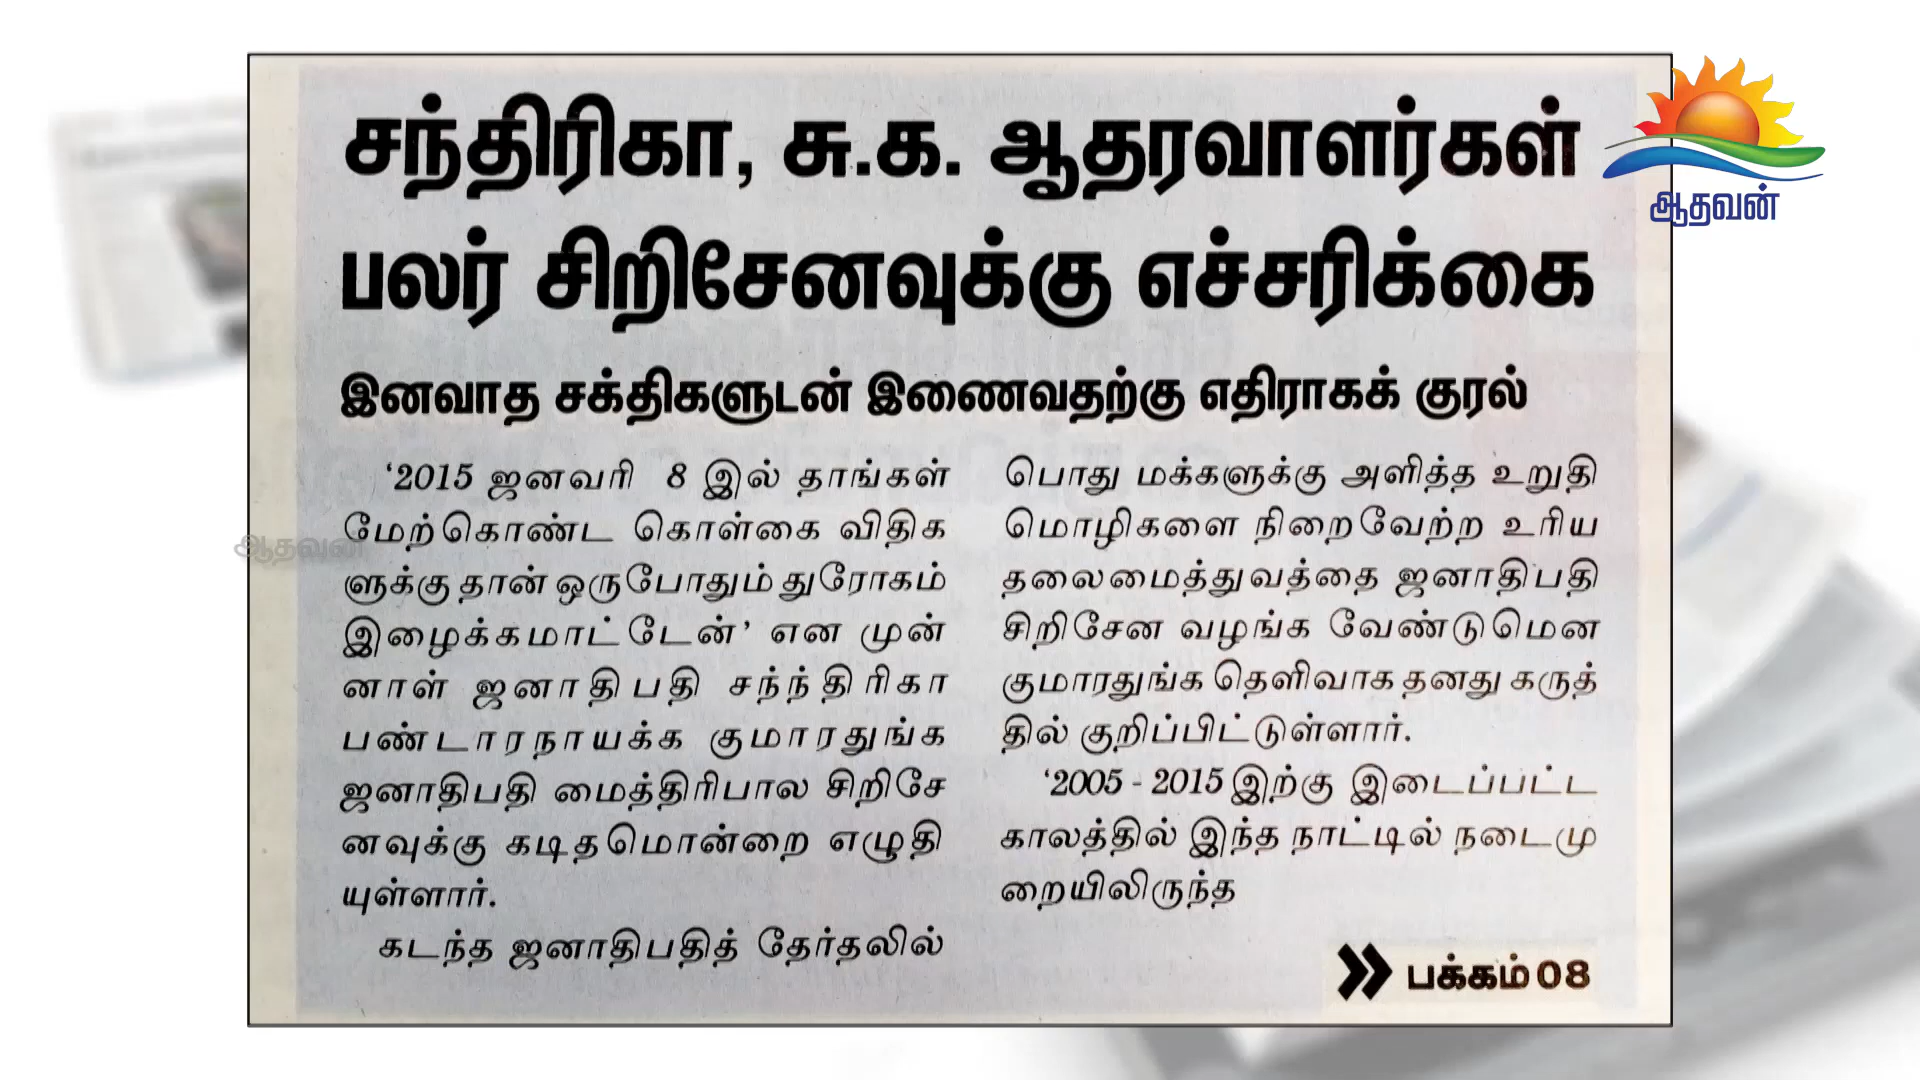 சந்திரிகா, சு.க. ஆதரவாளர்கள்
பலர் சிறிசேனவுக்கு எச்சரிக்கை
இனவாத சக்திகளுடன் இணைவதற்கு எதிராகக் குரல்
‘2015 ஜனவரி 8 இல் தாங்கள்
மேற்கொண்ட கொள்கை விதிக
ளுக்கு தான் ஒருபோதும் துரோகம்
இழைக்கமாட்டேன்’ என முன்
னாள் ஜனாதிபதி சந்ந்திரிகா
பண்டாரநாயக்க குமாரதுங்க
ஜனாதிபதி மைத்திரிபால சிறிசே
னவுக்கு கடிதமொன்றை எழுதி
யுள்ளார்.
கடந்த ஜனாதிபதித் தேர்தலில்
பொது மக்களுக்கு அளித்த உறுதி
மொழிகளை நிறைவேற்ற உரிய
தலைமைத்துவத்தை ஜனாதிபதி
சிறிசேன வழங்க வேண்டுமென
குமாரதுங்க தெளிவாக தனது கருத்
தில் குறிப்பிட்டுள்ளார்.
‘2005 - 2015 இற்கு இடைப்பட்ட
காலத்தில் இந்த நாட்டில் நடைமு
றையிலிருந்த
பக்கம் 08
ஆதவன்
ஆதவன்